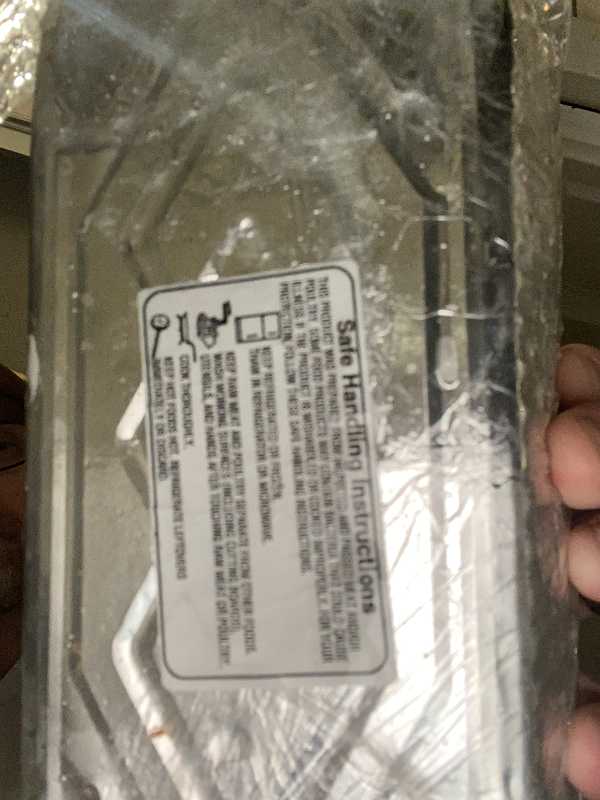 Safe Handling Instructions
THIS PRODUCT WAS PREPARED FROM INSPECTED AND PASSED MEAT AND/OR
POULTRY. SOME FOOD PRODUCTS MAY CONTAIN BACTERIA THAT COULD CAUSE
ILLNESS IF THE PRODUCT IS MISHANDLED OR COOKED IMPROPERLY. FOR YOUR
PROTECTION, FOLLOW THESE SAFE HANDLING INSTRUCTIONS.
KEEP REFRIGERATED OR FROZEN.
THAW IN REFRIGERATOR OR MICROWAVE.
KEEP RAW MEAT AND POULTRY SEPARATE FROM OTHER FOODS.
WASH WORKING SURFACES (INCLUDING CUTTING BOARDS),
UTENSILS, AND HANDS AFTER TOUCHING RAW MEAT OR POULTRY.
COOK THOROUGHLY.
KEEP HOT FOODS HOT. REFRIGERATE LEFTOVERS
IMMEDIATELY OR DISCARD.